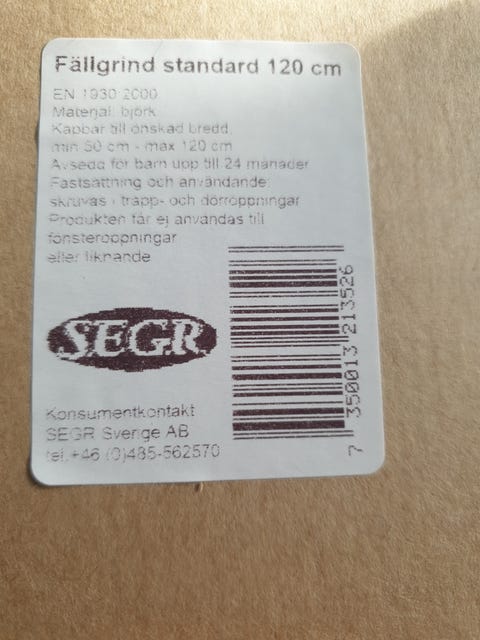 Fällgrind standard 120 cm
EN 1930:2000
Material: björk
Kapbar till önskad bredd,
min 50 cm - max 120 cm
Avsedd för barn upp till 24 månader
Fastsättning och användande:
skruvas i trapp- och dörröppningar
Produkten får ej användas till
fönsteröppningar
eller liknande
SEGR
Konsumentkontakt
SEGR Sverige AB
tel.+46 (0)485-562570
7 350013 213526